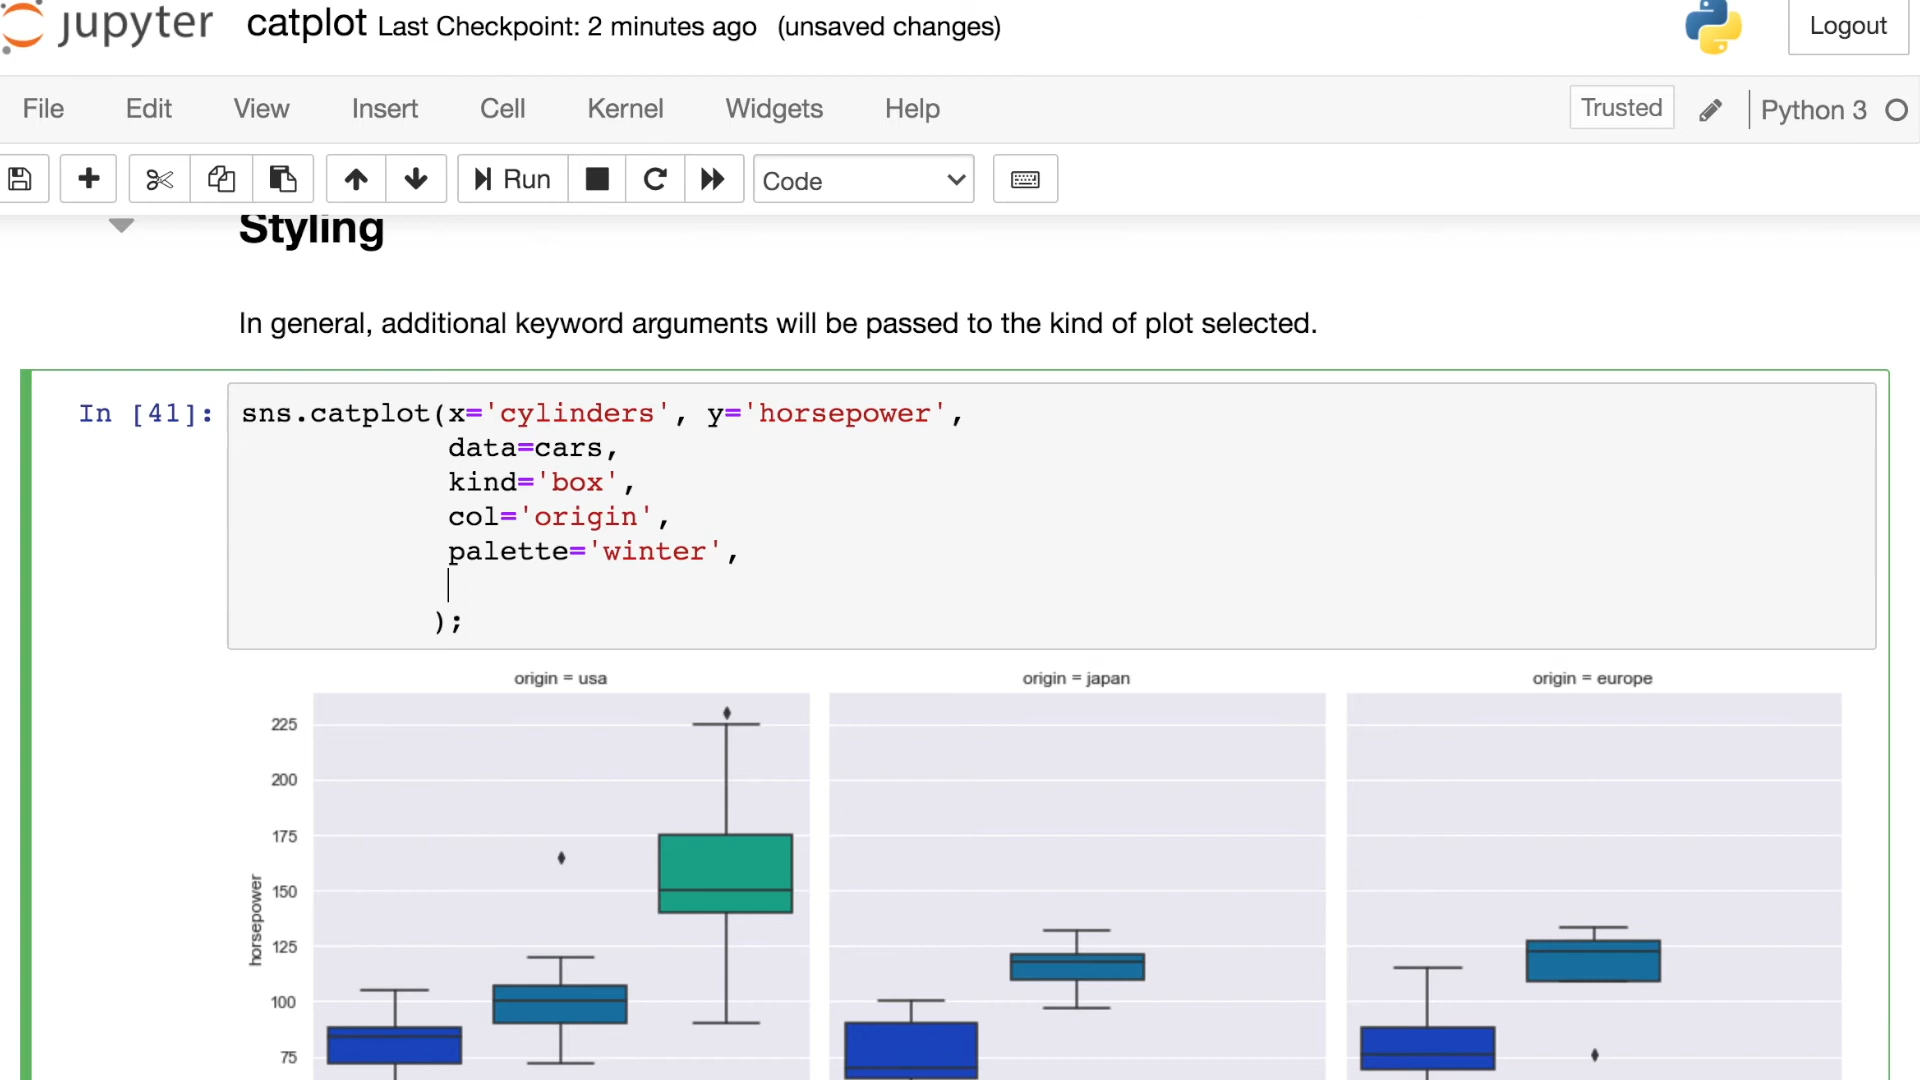 jupyter catplot Last Checkpoint: 2 minutes ago (unsaved changes) Logout
File Edit View Insert Cell Kernel Widgets Help Trusted Python 3
Run Code
Styling
In general, additional keyword arguments will be passed to the kind of plot selected.
In [41]: sns.catplot(x='cylinders', y='horsepower',
data=cars,
kind='box',
col='origin',
palette='winter',
);
origin = usa origin = japan origin = europe
225
200
175
150
125
100
75
horsepower